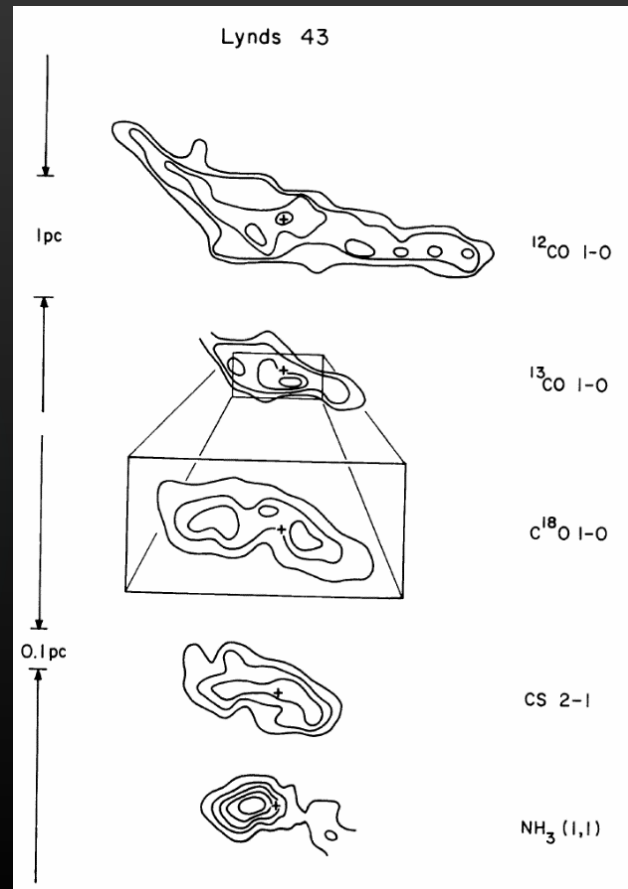 Lynds 43
¹²CO 1-0
1pc
¹³CO 1-0
C¹⁸O 1-0
0.1pc
CS 2-1
NH₃ (1,1)